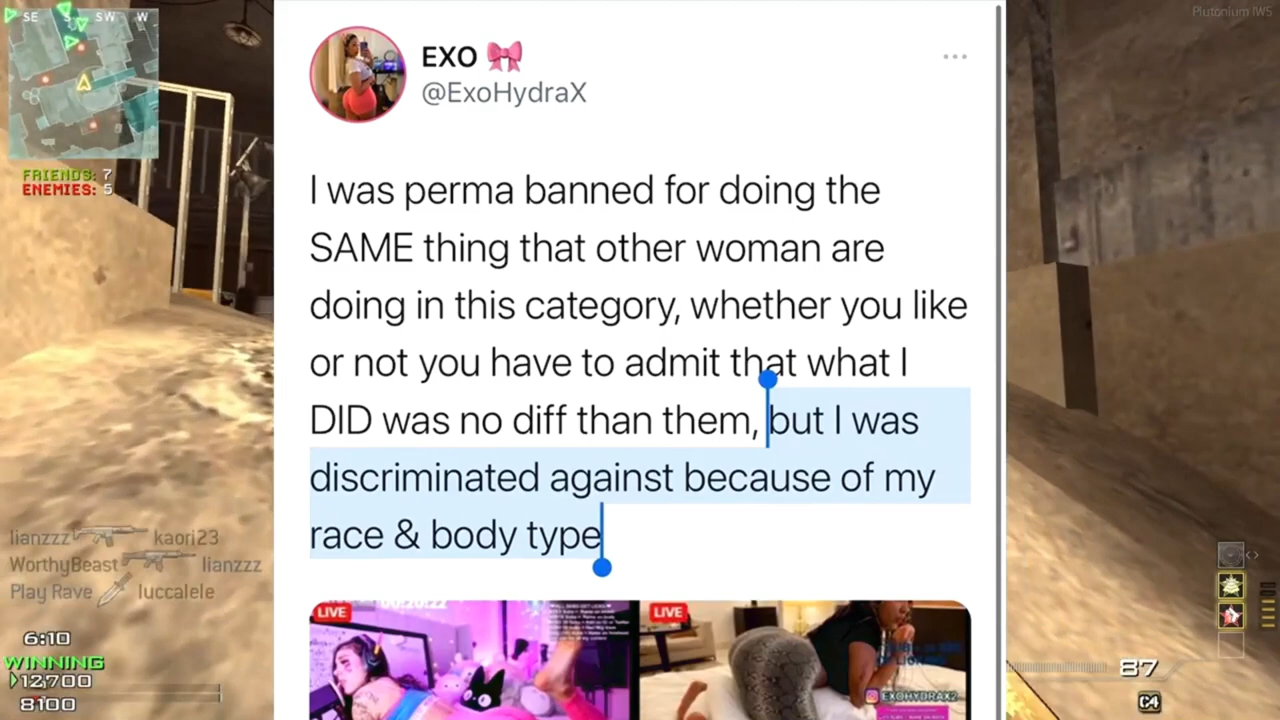 SE S SW W
FRIENDS: 7
ENEMIES: 5
Plutonium IW5
EXO
@ExoHydraX
I was perma banned for doing the
SAME thing that other woman are
doing in this category, whether you like
or not you have to admit that what I
DID was no diff than them, but I was
discriminated against because of my
race & body type
lianzzz kaori23
WorthyBeast lianzzz
Play Rave luccalele
6:10
WINNING
12,700
8100
LIVE
LIVE
EXOHYDRAX2
87
C4